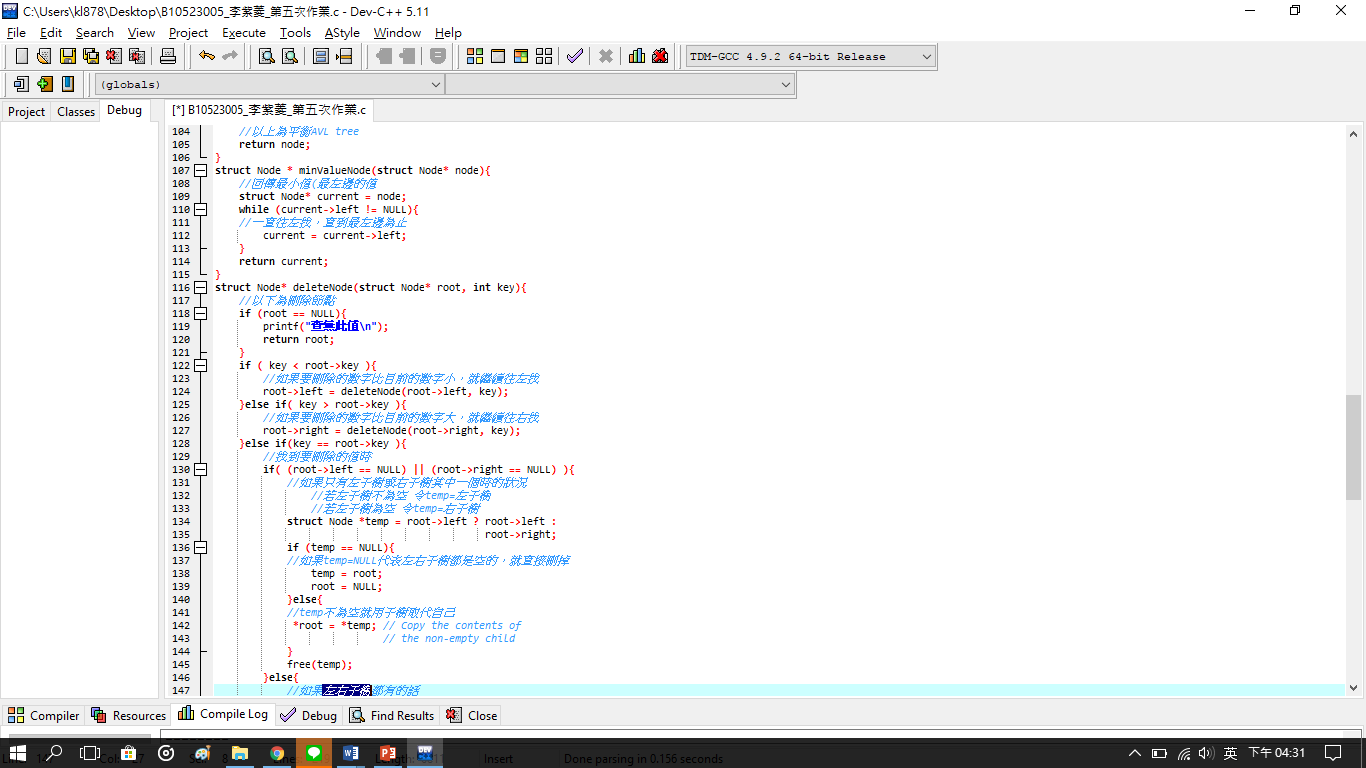 C:\Users\kl878\Desktop\B10523005_李紫菱_第五次作業.c - Dev-C++ 5.11
File Edit Search View Project Execute Tools AStyle Window Help
TDM-GCC 4.9.2 64-bit Release
(globals)
Project Classes Debug
[*] B10523005_李紫菱_第五次作業.c
104 //以上為平衡AVL tree
105 return node;
106 }
107 struct Node * minValueNode(struct Node* node){
108 //回傳最小值(最左邊的值
109 struct Node* current = node;
110 while (current->left != NULL){
111 //一直往左找，直到最左邊為止
112 current = current->left;
113 }
114 return current;
115 }
116 struct Node* deleteNode(struct Node* root, int key){
117 //以下為刪除節點
118 if (root == NULL){
119 printf("查無此值\n");
120 return root;
121 }
122 if ( key < root->key ){
123 //如果要刪除的數字比目前的數字小，就繼續往左找
124 root->left = deleteNode(root->left, key);
125 }else if( key > root->key ){
126 //如果要刪除的數字比目前的數字大，就繼續往右找
127 root->right = deleteNode(root->right, key);
128 }else if(key == root->key ){
129 //找到要刪除的值時
130 if( (root->left == NULL) || (root->right == NULL) ){
131 //如果只有左子樹或右子樹其中一個時的狀況
132 //若左子樹不為空 令temp=左子樹
133 //若左子樹為空 令temp=右子樹
134 struct Node *temp = root->left ? root->left :
135 root->right;
136 if (temp == NULL){
137 //如果temp=NULL代表左右子樹都是空的，就直接刪掉
138 temp = root;
139 root = NULL;
140 }else{
141 //temp不為空就用子樹取代自己
142 *root = *temp; // Copy the contents of
143 // the non-empty child
144 }
145 free(temp);
146 }else{
147 //如果左右子樹都有的話
Compiler Resources Compile Log Debug Find Results Close
Insert Done parsing in 0.156 seconds
英 下午 04:31